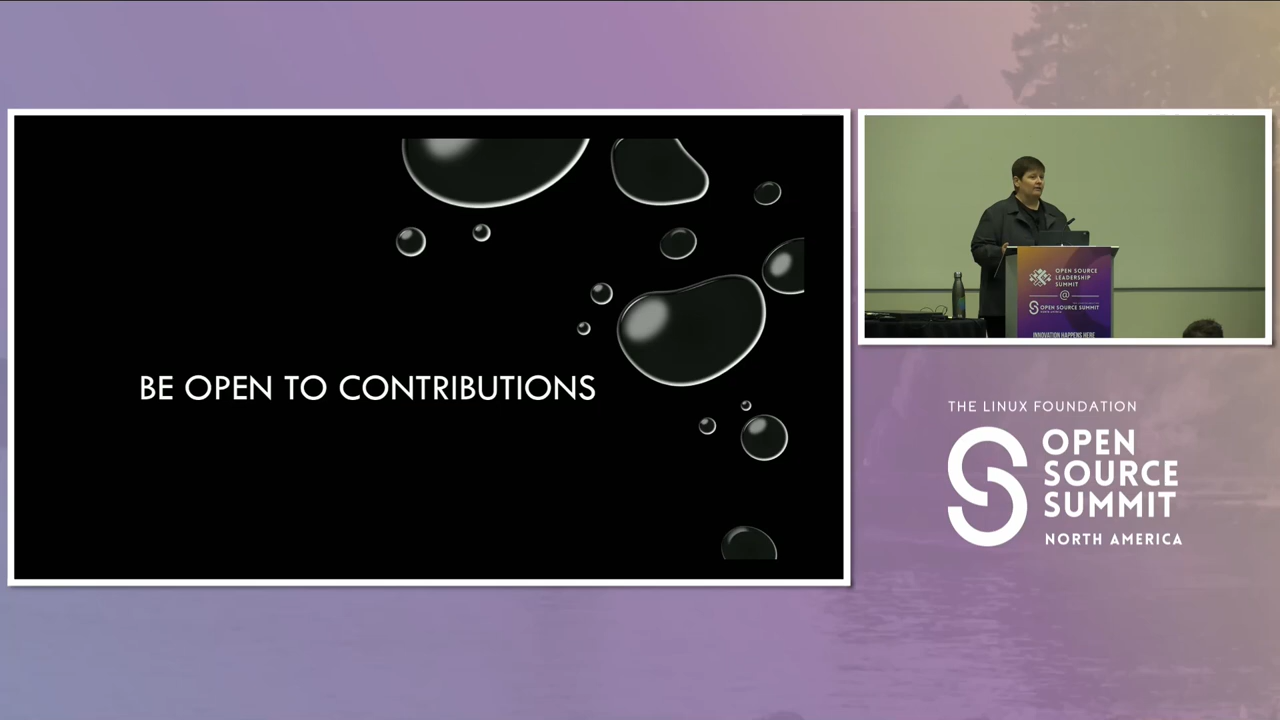 BE OPEN TO CONTRIBUTIONS
OPEN SOURCE
LEADERSHIP
SUMMIT
@
OPEN SOURCE SUMMIT
INNOVATION HAPPENS HERE
THE LINUX FOUNDATION
OPEN
SOURCE
SUMMIT
NORTH AMERICA